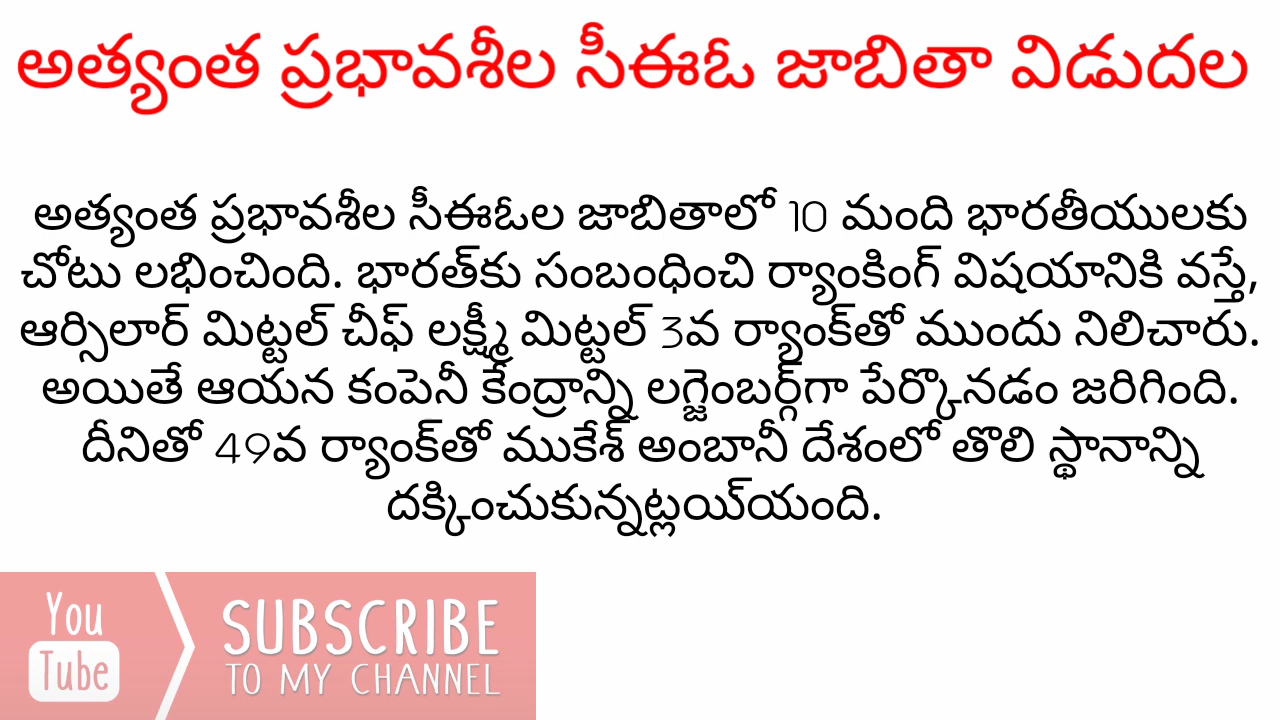 అత్యంత ప్రభావశీల సీఈఓ జాబితా విడుదల
అత్యంత ప్రభావశీల సీఈఓల జాబితాలో 10 మంది భారతీయులకు
చోటు లభించింది. భారత్‌కు సంబంధించి ర్యాంకింగ్ విషయానికి వస్తే,
ఆర్సిలార్ మిట్టల్ చీఫ్ లక్ష్మీ మిట్టల్ 3వ ర్యాంక్‌తో ముందు నిలిచారు.
అయితే ఆయన కంపెనీ కేంద్రాన్ని లగ్జెంబర్గ్‌గా పేర్కొనడం జరిగింది.
దీనితో 49వ ర్యాంక్‌తో ముకేశ్ అంబానీ దేశంలో తొలి స్థానాన్ని
దక్కించుకున్నట్లయి్యంది.
You
Tube
SUBSCRIBE
TO MY CHANNEL